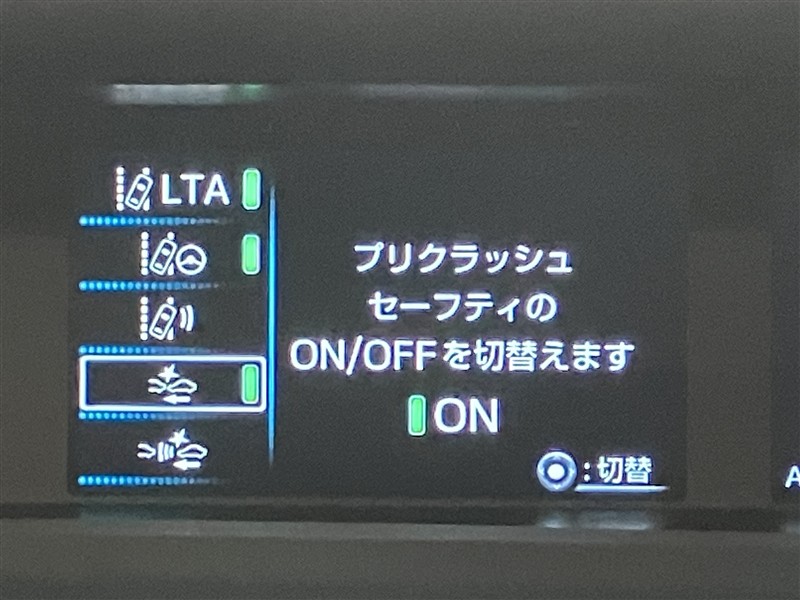 LTA
プリクラッシュ
セーフティの
ON/OFFを切替えます
ON
:切替
A